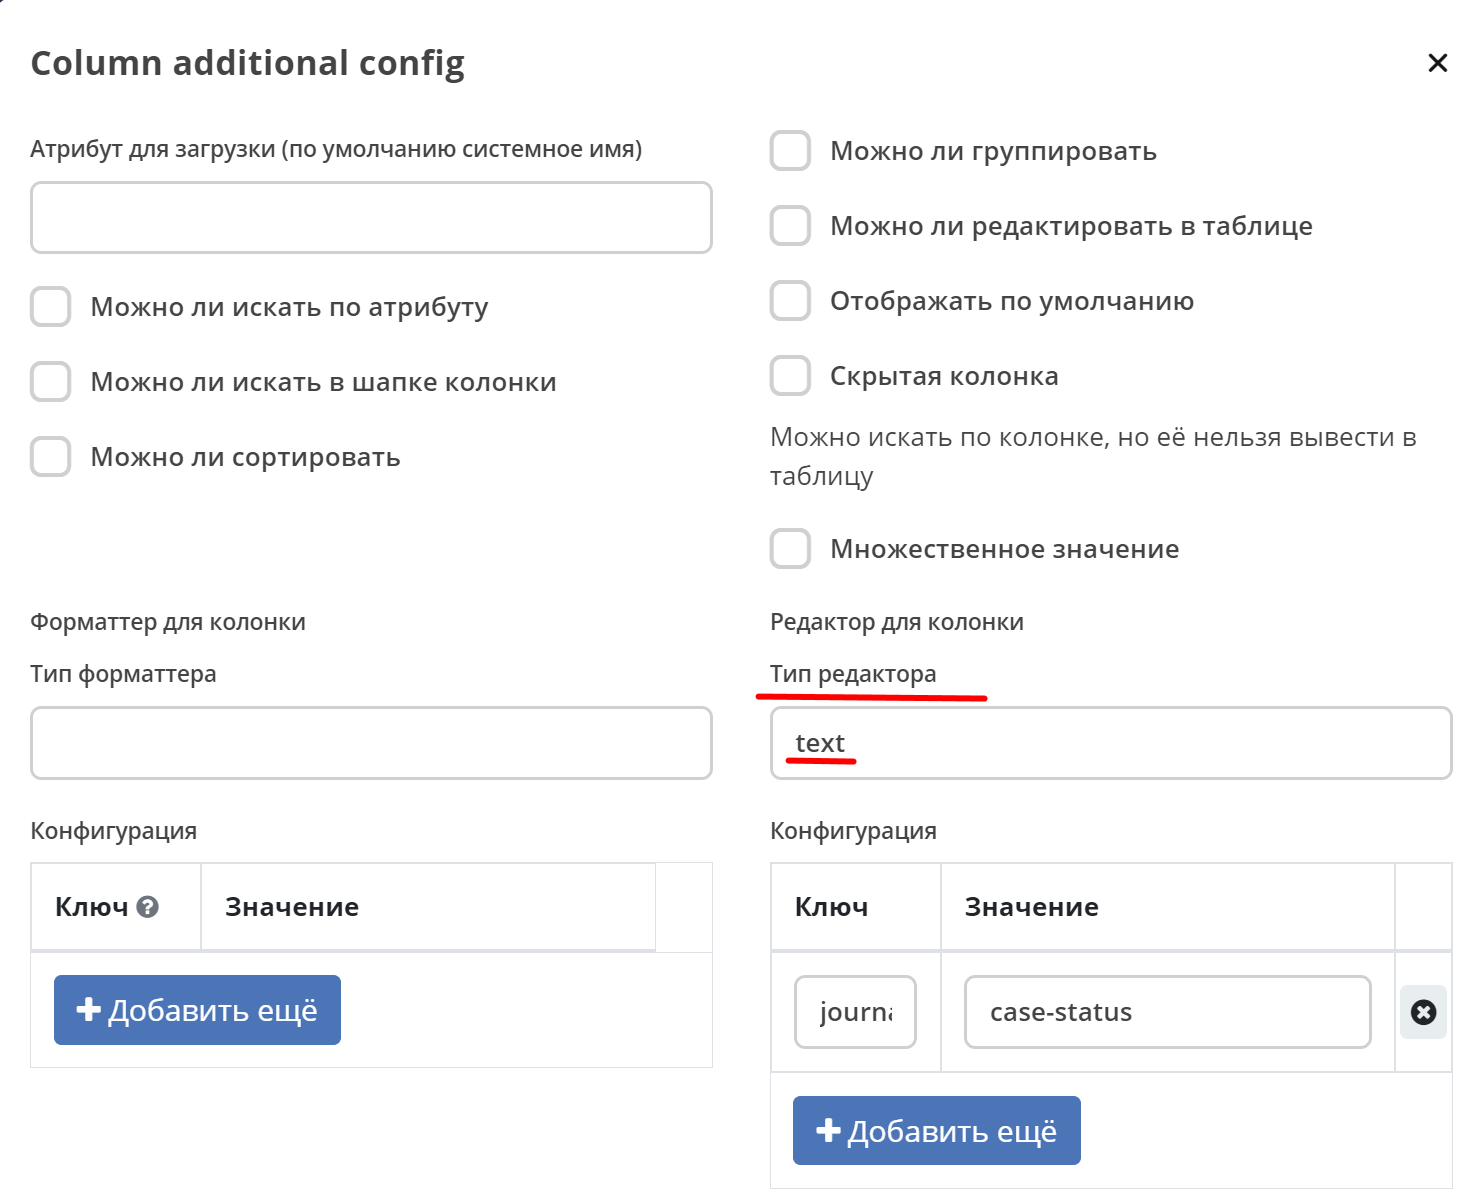 Column additional config
Атрибут для загрузки (по умолчанию системное имя)
Можно ли искать по атрибуту
Можно ли искать в шапке колонки
Можно ли сортировать
Можно ли группировать
Можно ли редактировать в таблице
Отображать по умолчанию
Скрытая колонка
Можно искать по колонке, но её нельзя вывести в
таблицу
Множественное значение
Форматтер для колонки
Тип форматтера
Конфигурация
Ключ ? Значение
Добавить ещё
Редактор для колонки
Тип редактора
text
Конфигурация
Ключ Значение
journa case-status
Добавить ещё